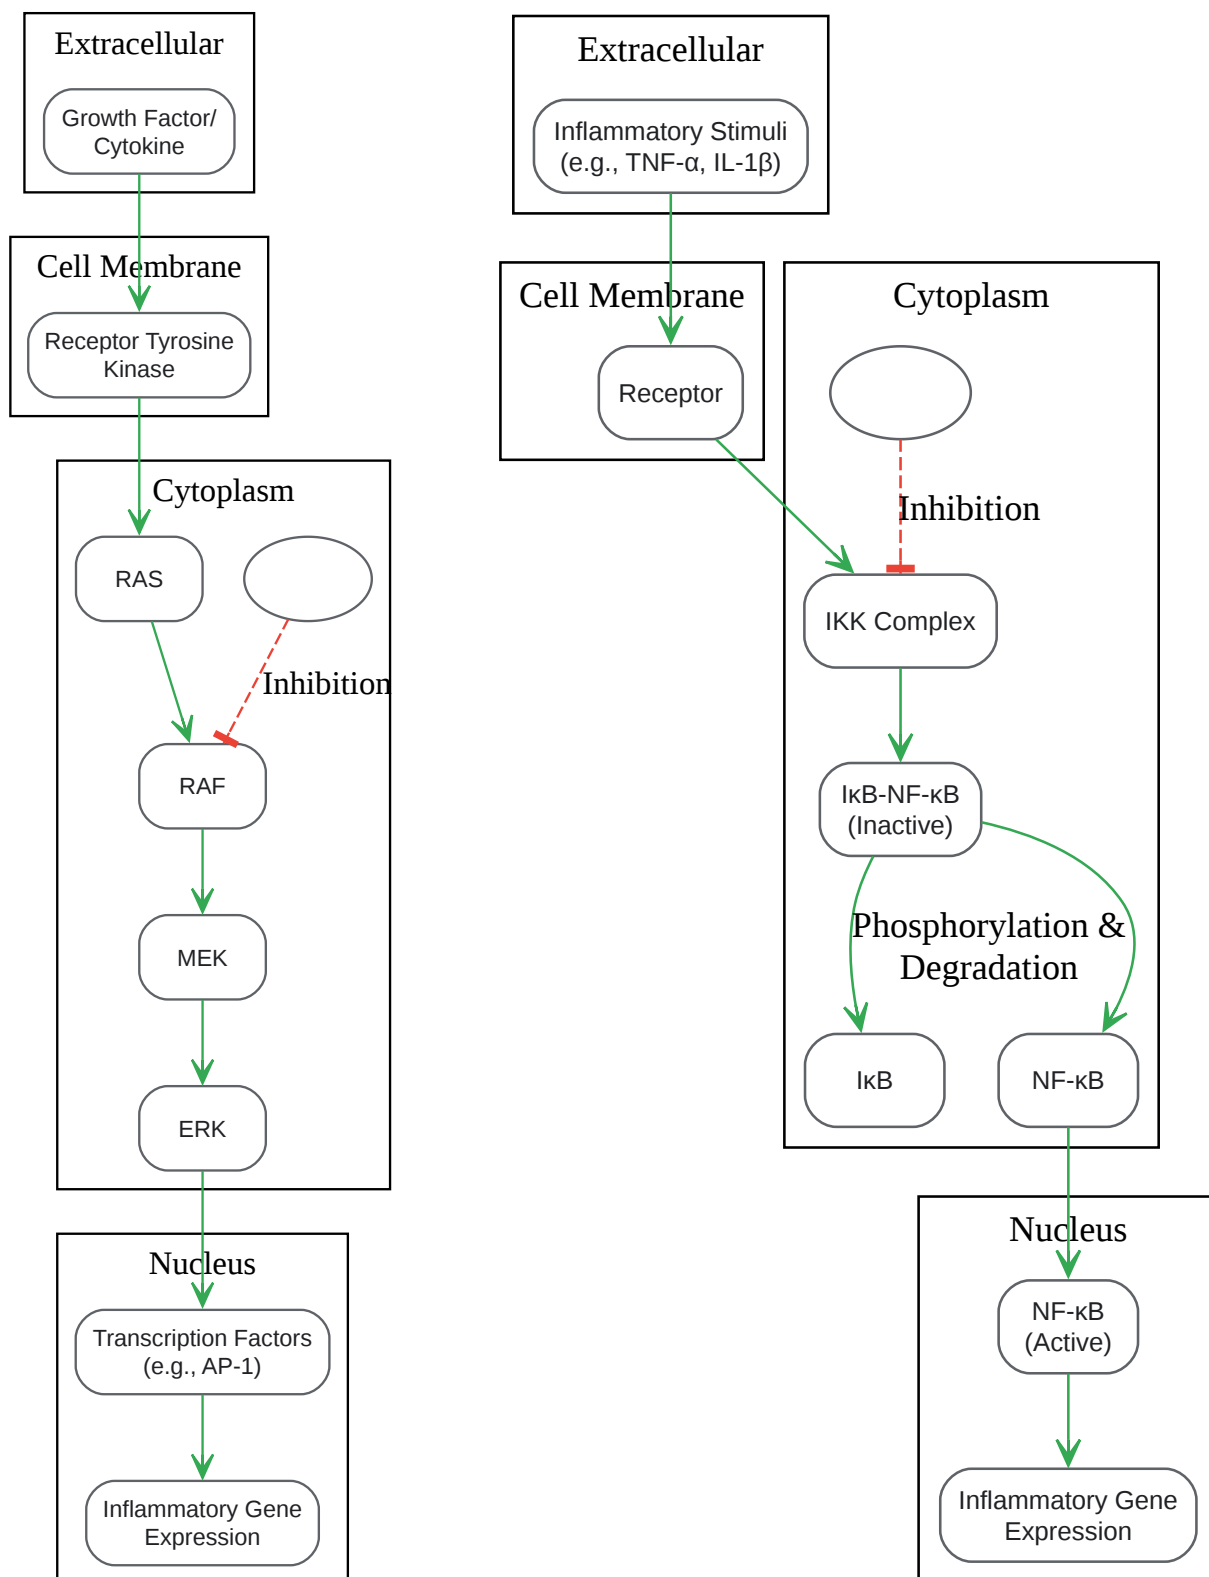 Extracellular
Growth Factor/
Cytokine
Cell Membrane
Receptor Tyrosine
Kinase
Cytoplasm
RAS
Inhibition
RAF
MEK
ERK
Nucleus
Transcription Factors
(e.g., AP-1)
Inflammatory Gene
Expression
Extracellular
Inflammatory Stimuli
(e.g., TNF-α, IL-1β)
Cell Membrane
Receptor
Cytoplasm
Inhibition
IKK Complex
IκB-NF-κB
(Inactive)
Phosphorylation &
Degradation
IκB
NF-κB
Nucleus
NF-κB
(Active)
Inflammatory Gene
Expression